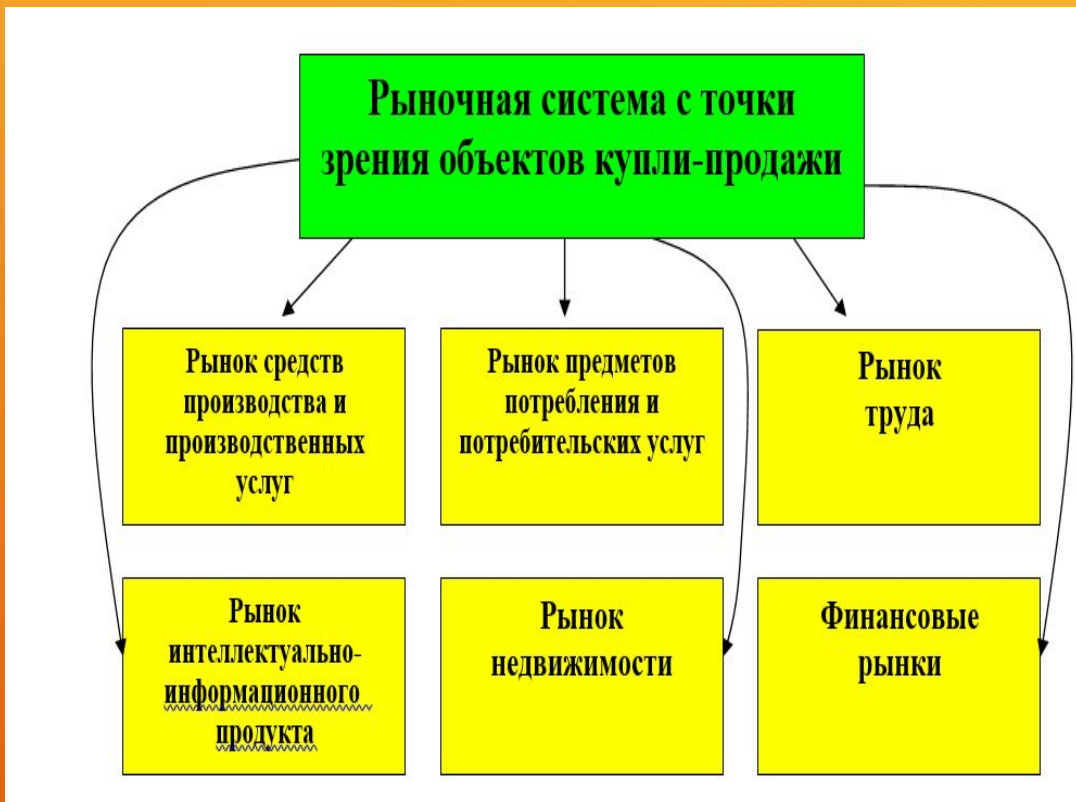 Рыночная система с точки
зрения объектов купли-продажи
Рынок средств
производства и
производственных
услуг
Рынок предметов
потребления и
потребительских услуг
Рынок
труда
Рынок
интеллектуально-
информационного
продукта
Рынок
недвижимости
Финансовые
рынки